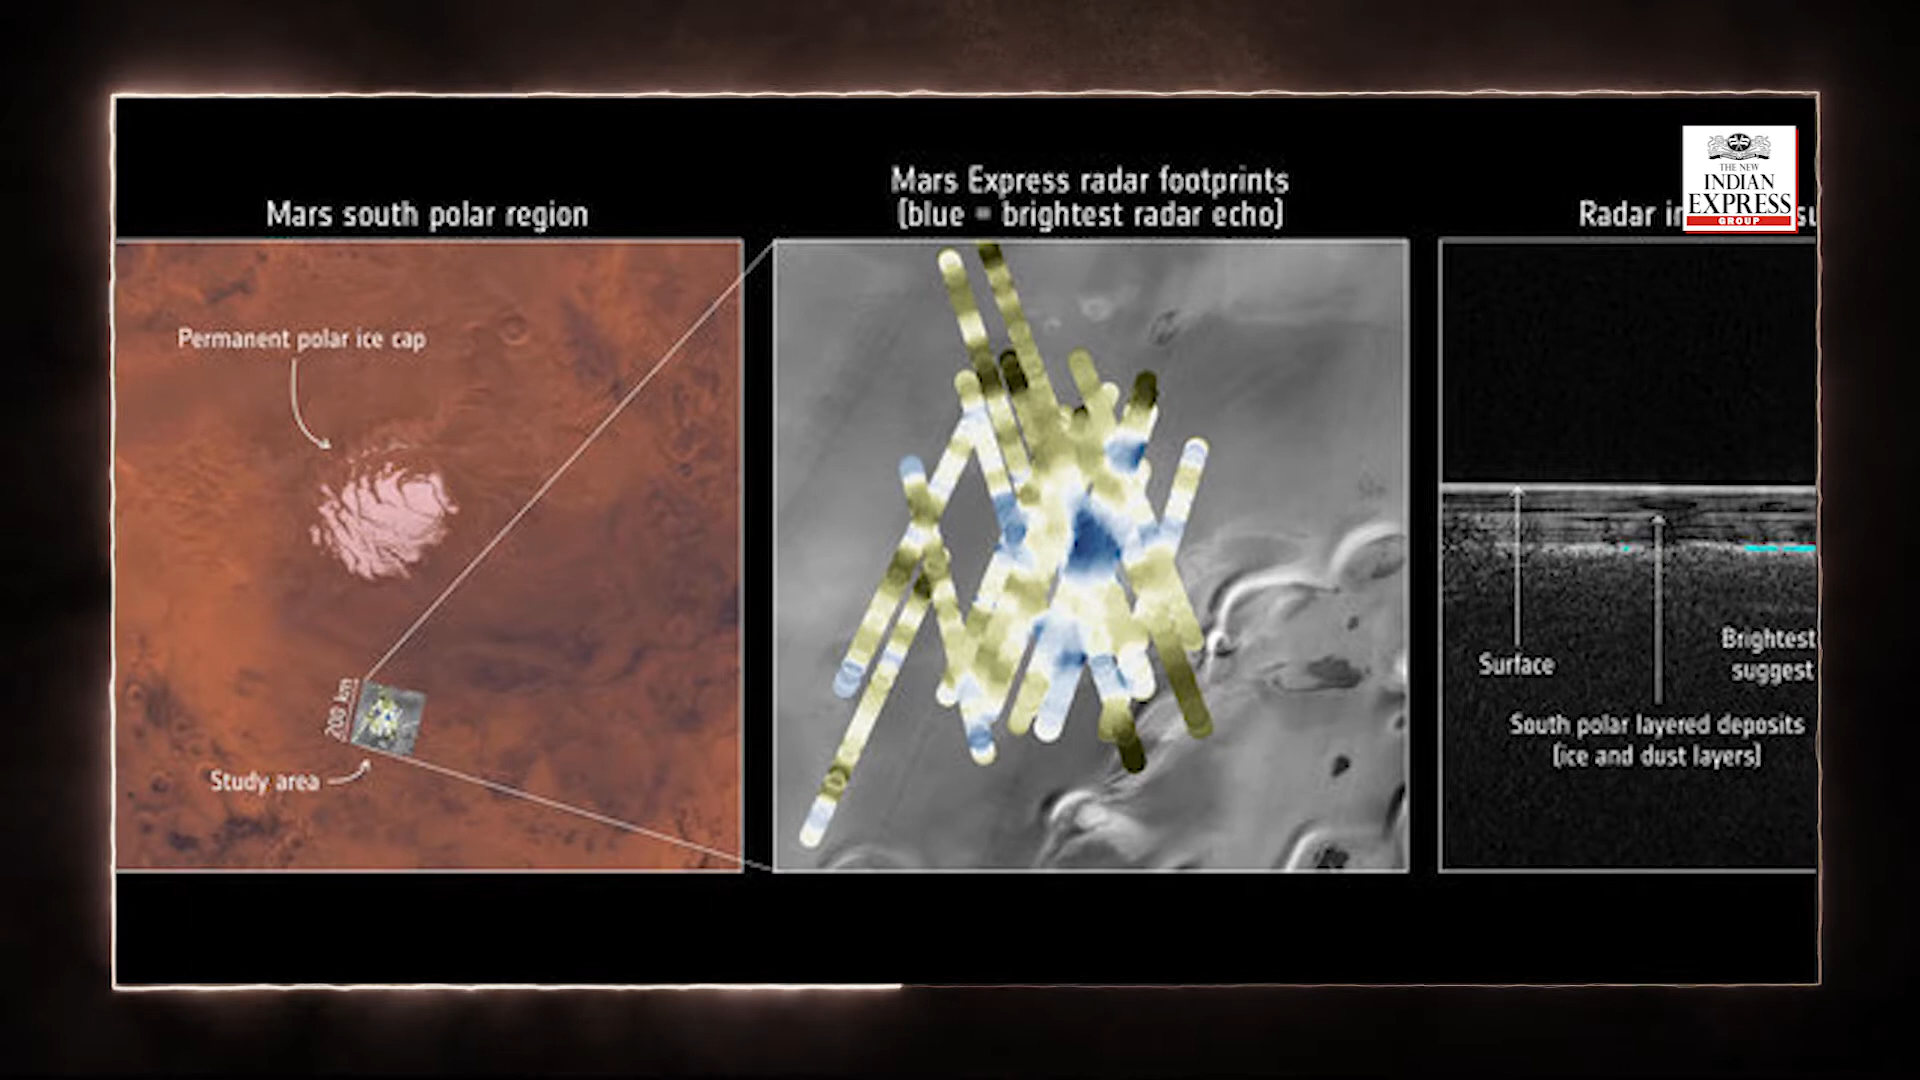 Mars south polar region
Permanent polar ice cap
200 km
Study area
Mars Express radar footprints
(blue = brightest radar echo)
THE NEW
INDIAN
EXPRESS
GROUP
Radar
Surface
Brightest
suggest
South polar layered deposits
(ice and dust layers)